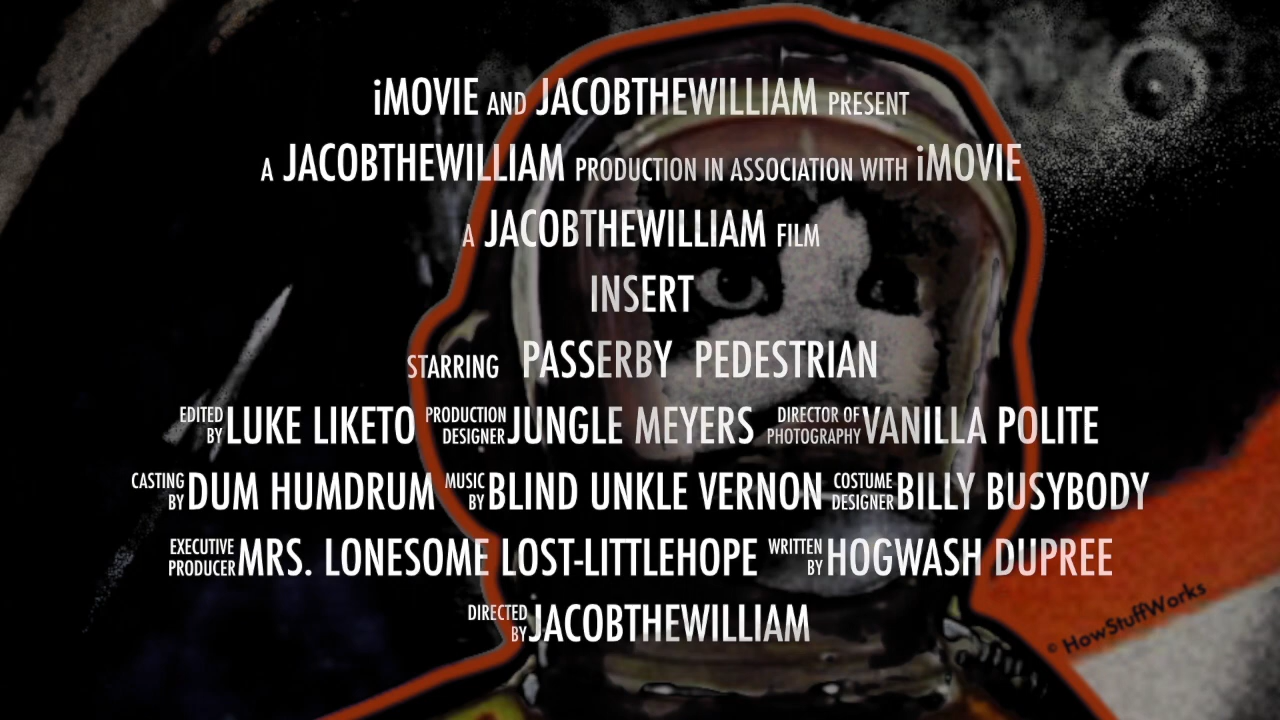 iMOVIE AND JACOBTHEWILLIAM PRESENT
A JACOBTHEWILLIAM PRODUCTION IN ASSOCIATION WITH iMOVIE
A JACOBTHEWILLIAM FILM
INSERT
STARRING PASSERBY PEDESTRIAN
EDITED BY LUKE LIKETO PRODUCTION DESIGNER JUNGLE MEYERS DIRECTOR OF PHOTOGRAPHY VANILLA POLITE
CASTING BY DUM HUMDRUM MUSIC BY BLIND UNKLE VERNON COSTUME DESIGNER BILLY BUSYBODY
EXECUTIVE PRODUCER MRS. LONESOME LOST-LITTLEHOPE WRITTEN BY HOGWASH DUPREE
DIRECTED BY JACOBTHEWILLIAM
© HowStuffWorks